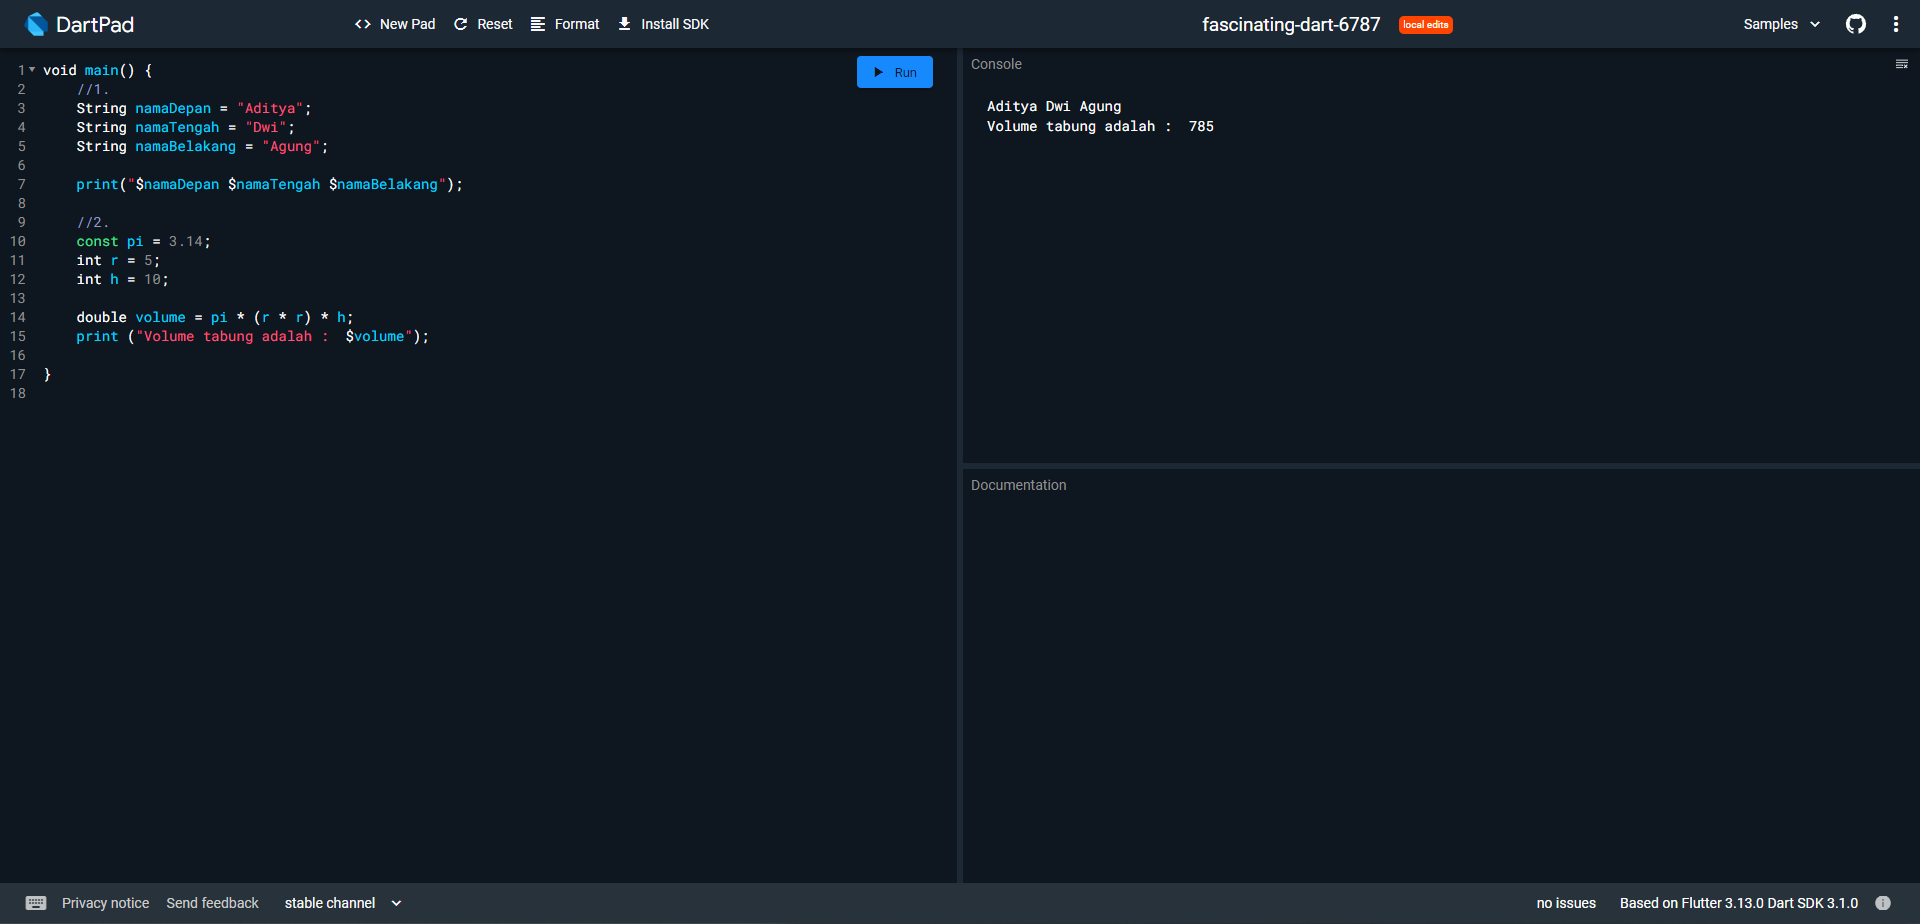 DartPad
<> New Pad Reset Format Install SDK
fascinating-dart-6787 local edits
Samples
1 void main() {
2 //1.
3 String namaDepan = "Aditya";
4 String namaTengah = "Dwi";
5 String namaBelakang = "Agung";
6
7 print("$namaDepan $namaTengah $namaBelakang");
8
9 //2.
10 const pi = 3.14;
11 int r = 5;
12 int h = 10;
13
14 double volume = pi * (r * r) * h;
15 print ("Volume tabung adalah :  $volume");
16
17 }
18
Run
Console
Aditya Dwi Agung
Volume tabung adalah :  785
Documentation
Privacy notice Send feedback stable channel
no issues Based on Flutter 3.13.0 Dart SDK 3.1.0